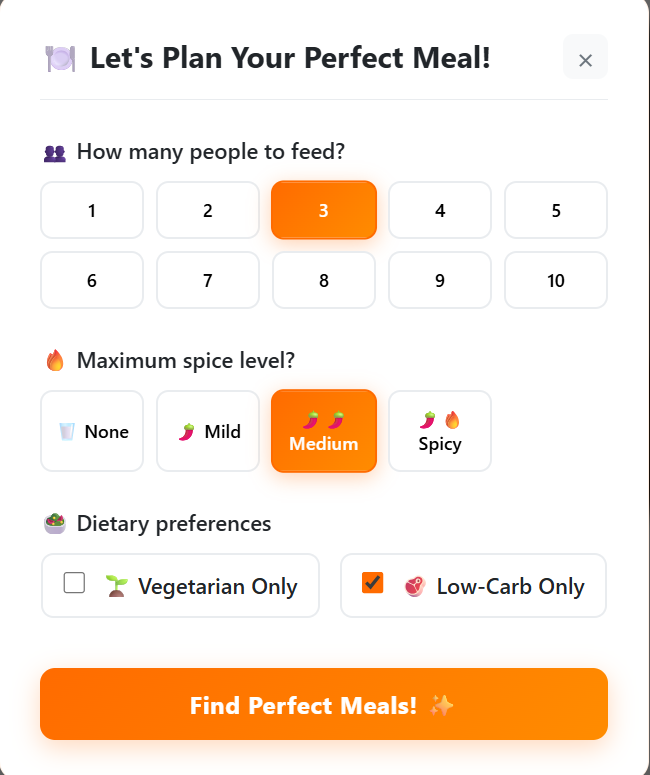 Let's Plan Your Perfect Meal!
×
How many people to feed?
1 2 3 4 5
6 7 8 9 10
Maximum spice level?
None Mild Medium Spicy
Dietary preferences
Vegetarian Only Low-Carb Only
Find Perfect Meals!